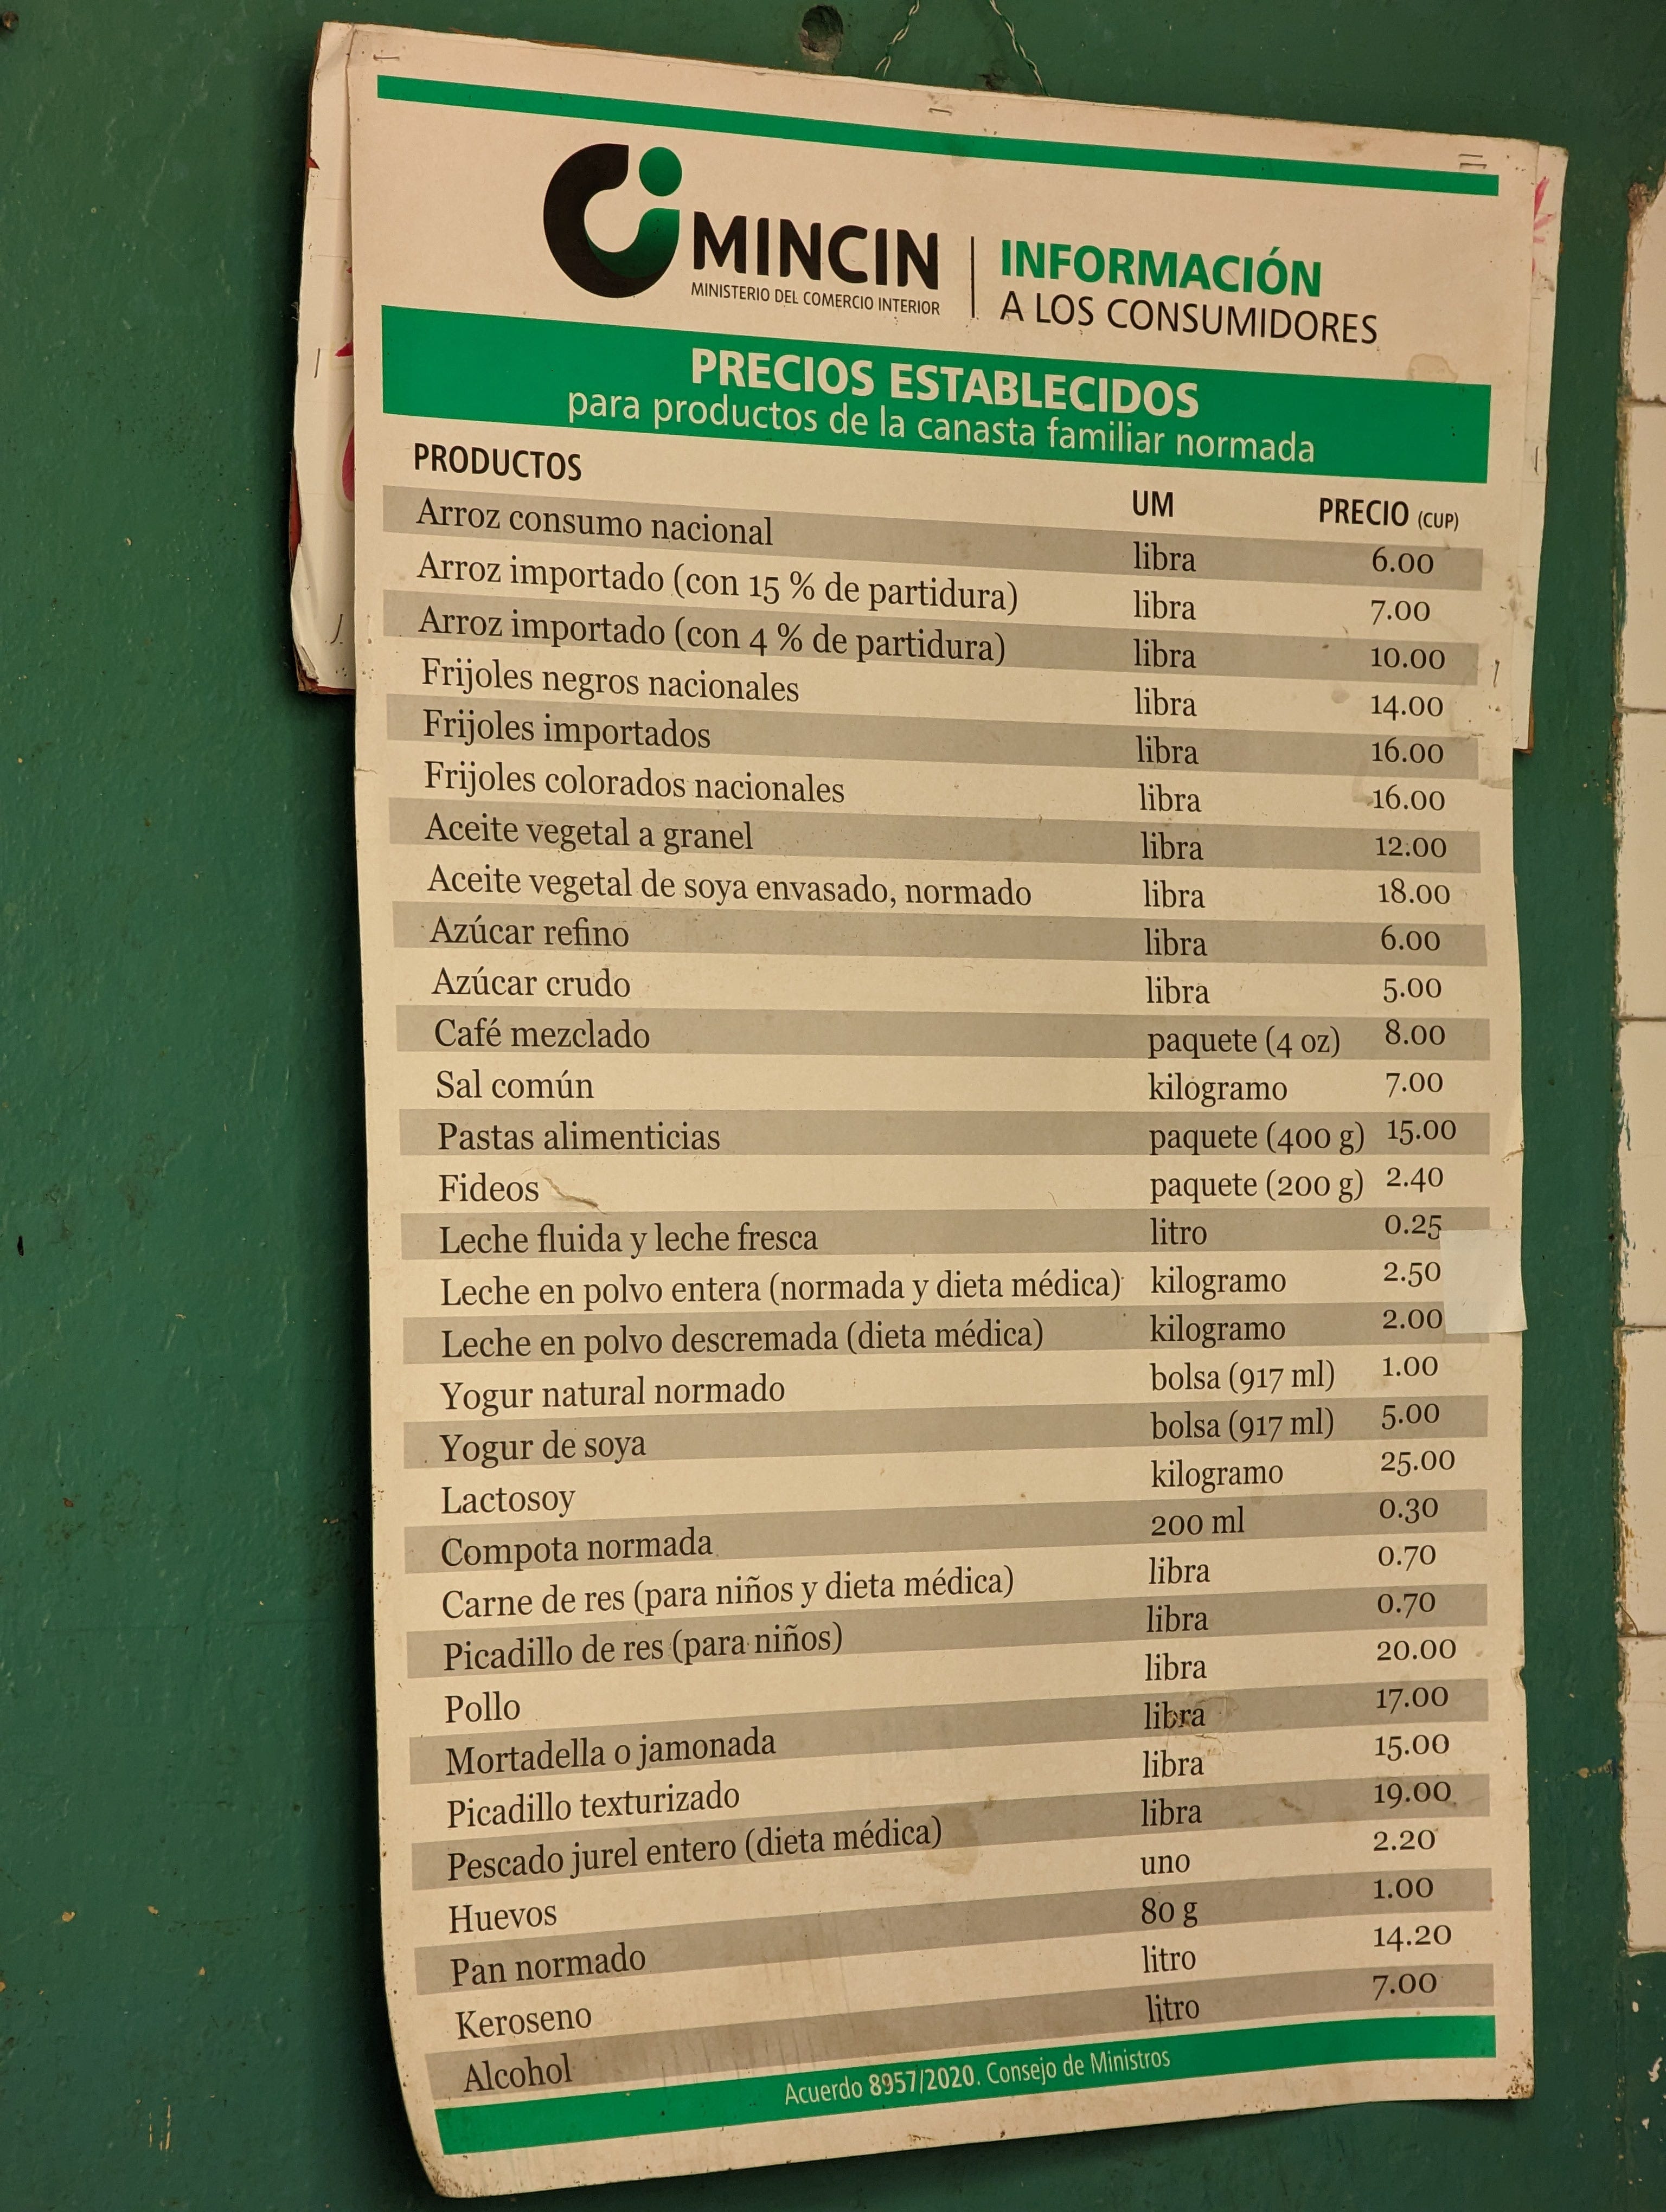 MINCIN
MINISTERIO DEL COMERCIO INTERIOR
INFORMACIÓN
A LOS CONSUMIDORES
PRECIOS ESTABLECIDOS
para productos de la canasta familiar normada
PRODUCTOS UM PRECIO (CUP)
Arroz consumo nacional libra 6.00
Arroz importado (con 15 % de partidura) libra 7.00
Arroz importado (con 4 % de partidura) libra 10.00
Frijoles negros nacionales libra 14.00
Frijoles importados libra 16.00
Frijoles colorados nacionales libra 16.00
Aceite vegetal a granel libra 12.00
Aceite vegetal de soya envasado, normado libra 18.00
Azúcar refino libra 6.00
Azúcar crudo libra 5.00
Café mezclado paquete (4 oz) 8.00
Sal común kilogramo 7.00
Pastas alimenticias paquete (400 g) 15.00
Fideos paquete (200 g) 2.40
Leche fluida y leche fresca litro 0.25
Leche en polvo entera (normada y dieta médica) kilogramo 2.50
Leche en polvo descremada (dieta médica) kilogramo 2.00
Yogur natural normado bolsa (917 ml) 1.00
Yogur de soya bolsa (917 ml) 5.00
Lactosoy kilogramo 25.00
Compota normada 200 ml 0.30
Carne de res (para niños y dieta médica) libra 0.70
Picadillo de res (para niños) libra 0.70
Pollo libra 20.00
Mortadella o jamonada libra 17.00
Picadillo texturizado libra 15.00
Pescado jurel entero (dieta médica) libra 19.00
Huevos uno 2.20
Pan normado 80 g 1.00
Keroseno litro 14.20
Alcohol litro 7.00
Acuerdo 8957/2020. Consejo de Ministros